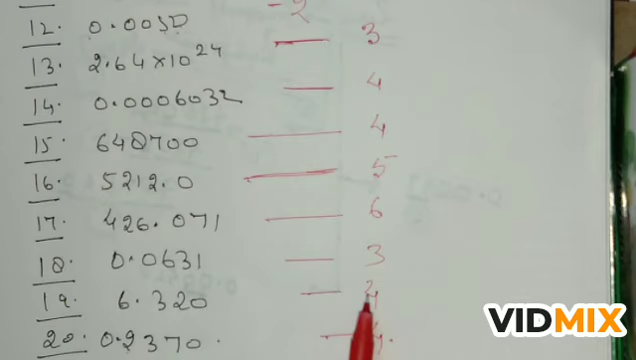 12. 0.0030 - 2
13. 2.64×10²⁴ — 3
14. 0.0006032 — 4
15. 648700 — 4
16. 5212.0 — 5
17. 426.071 — 6
18. 0.0631 — 3
19. 6.320 — 4
20. 0.2370. — 4.
VIDMIX